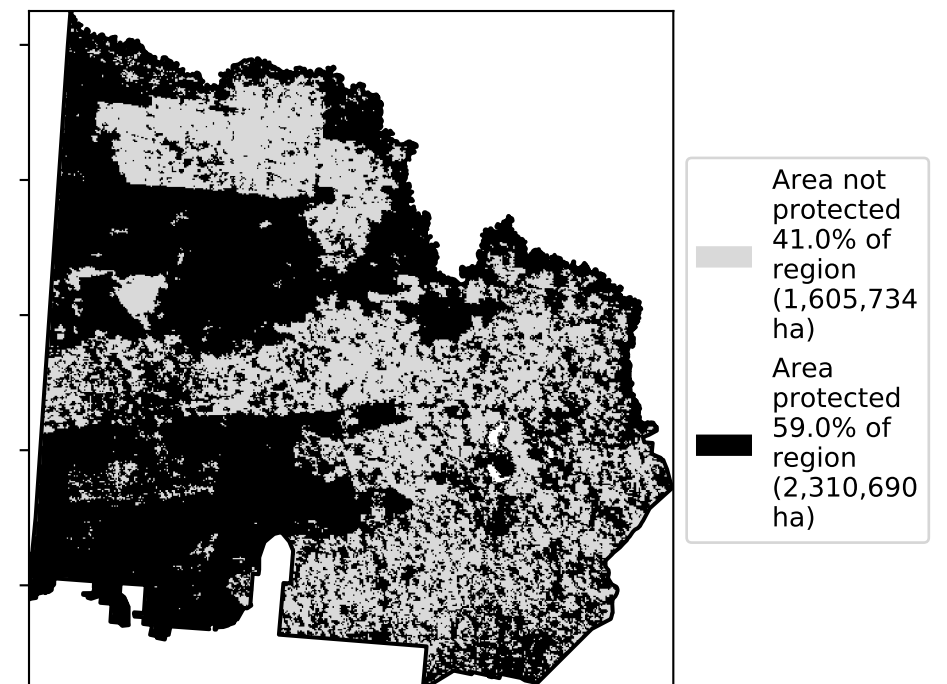 Area not
protected
41.0% of
region
(1,605,734
ha)
Area
protected
59.0% of
region
(2,310,690
ha)